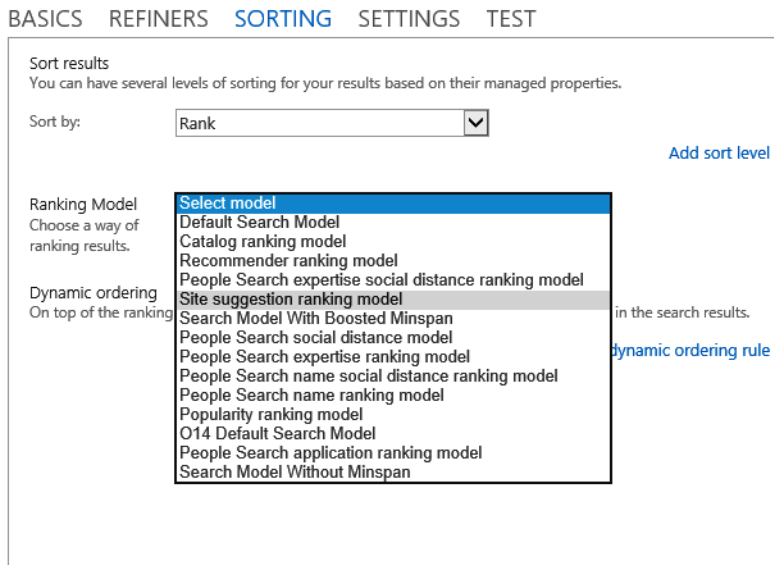 BASICS REFINERS SORTING SETTINGS TEST
Sort results
You can have several levels of sorting for your results based on their managed properties.
Sort by: Rank
Add sort level
Ranking Model
Choose a way of
ranking results.
Select model
Default Search Model
Catalog ranking model
Recommender ranking model
People Search expertise social distance ranking model
Site suggestion ranking model
Search Model With Boosted Minspan
People Search social distance model
People Search expertise ranking model
People Search name social distance ranking model
People Search name ranking model
Popularity ranking model
O14 Default Search Model
People Search application ranking model
Search Model Without Minspan
Dynamic ordering
On top of the ranking in the search results.
dynamic ordering rule